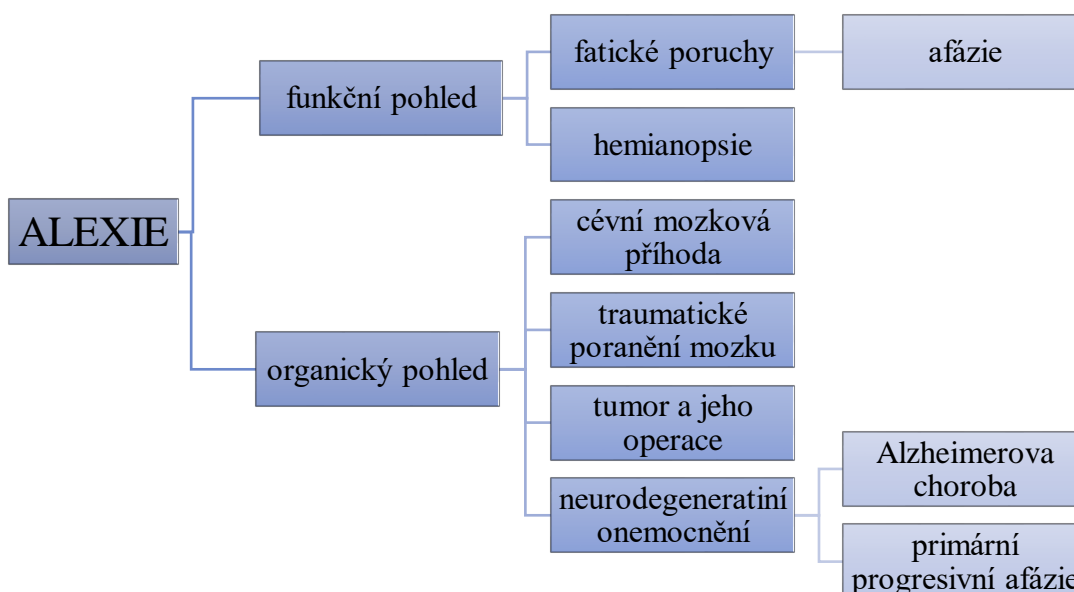 ALEXIE
funkční pohled
fatické poruchy
afázie
hemianopsie
organický pohled
cévní mozková
příhoda
traumatické
poranění mozku
tumor a jeho
operace
neurodegeneratiní
onemocnění
Alzheimerova
choroba
primární
progresivní afázie